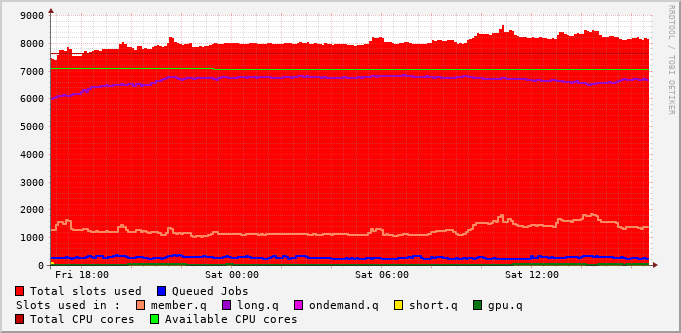 RRDTOOL / TOBI OETIKER
9000
8000
7000
6000
5000
4000
3000
2000
1000
0
Fri 18:00 Sat 00:00 Sat 06:00 Sat 12:00
Total slots used Queued Jobs
Slots used in : member.q long.q ondemand.q short.q gpu.q
Total CPU cores Available CPU cores